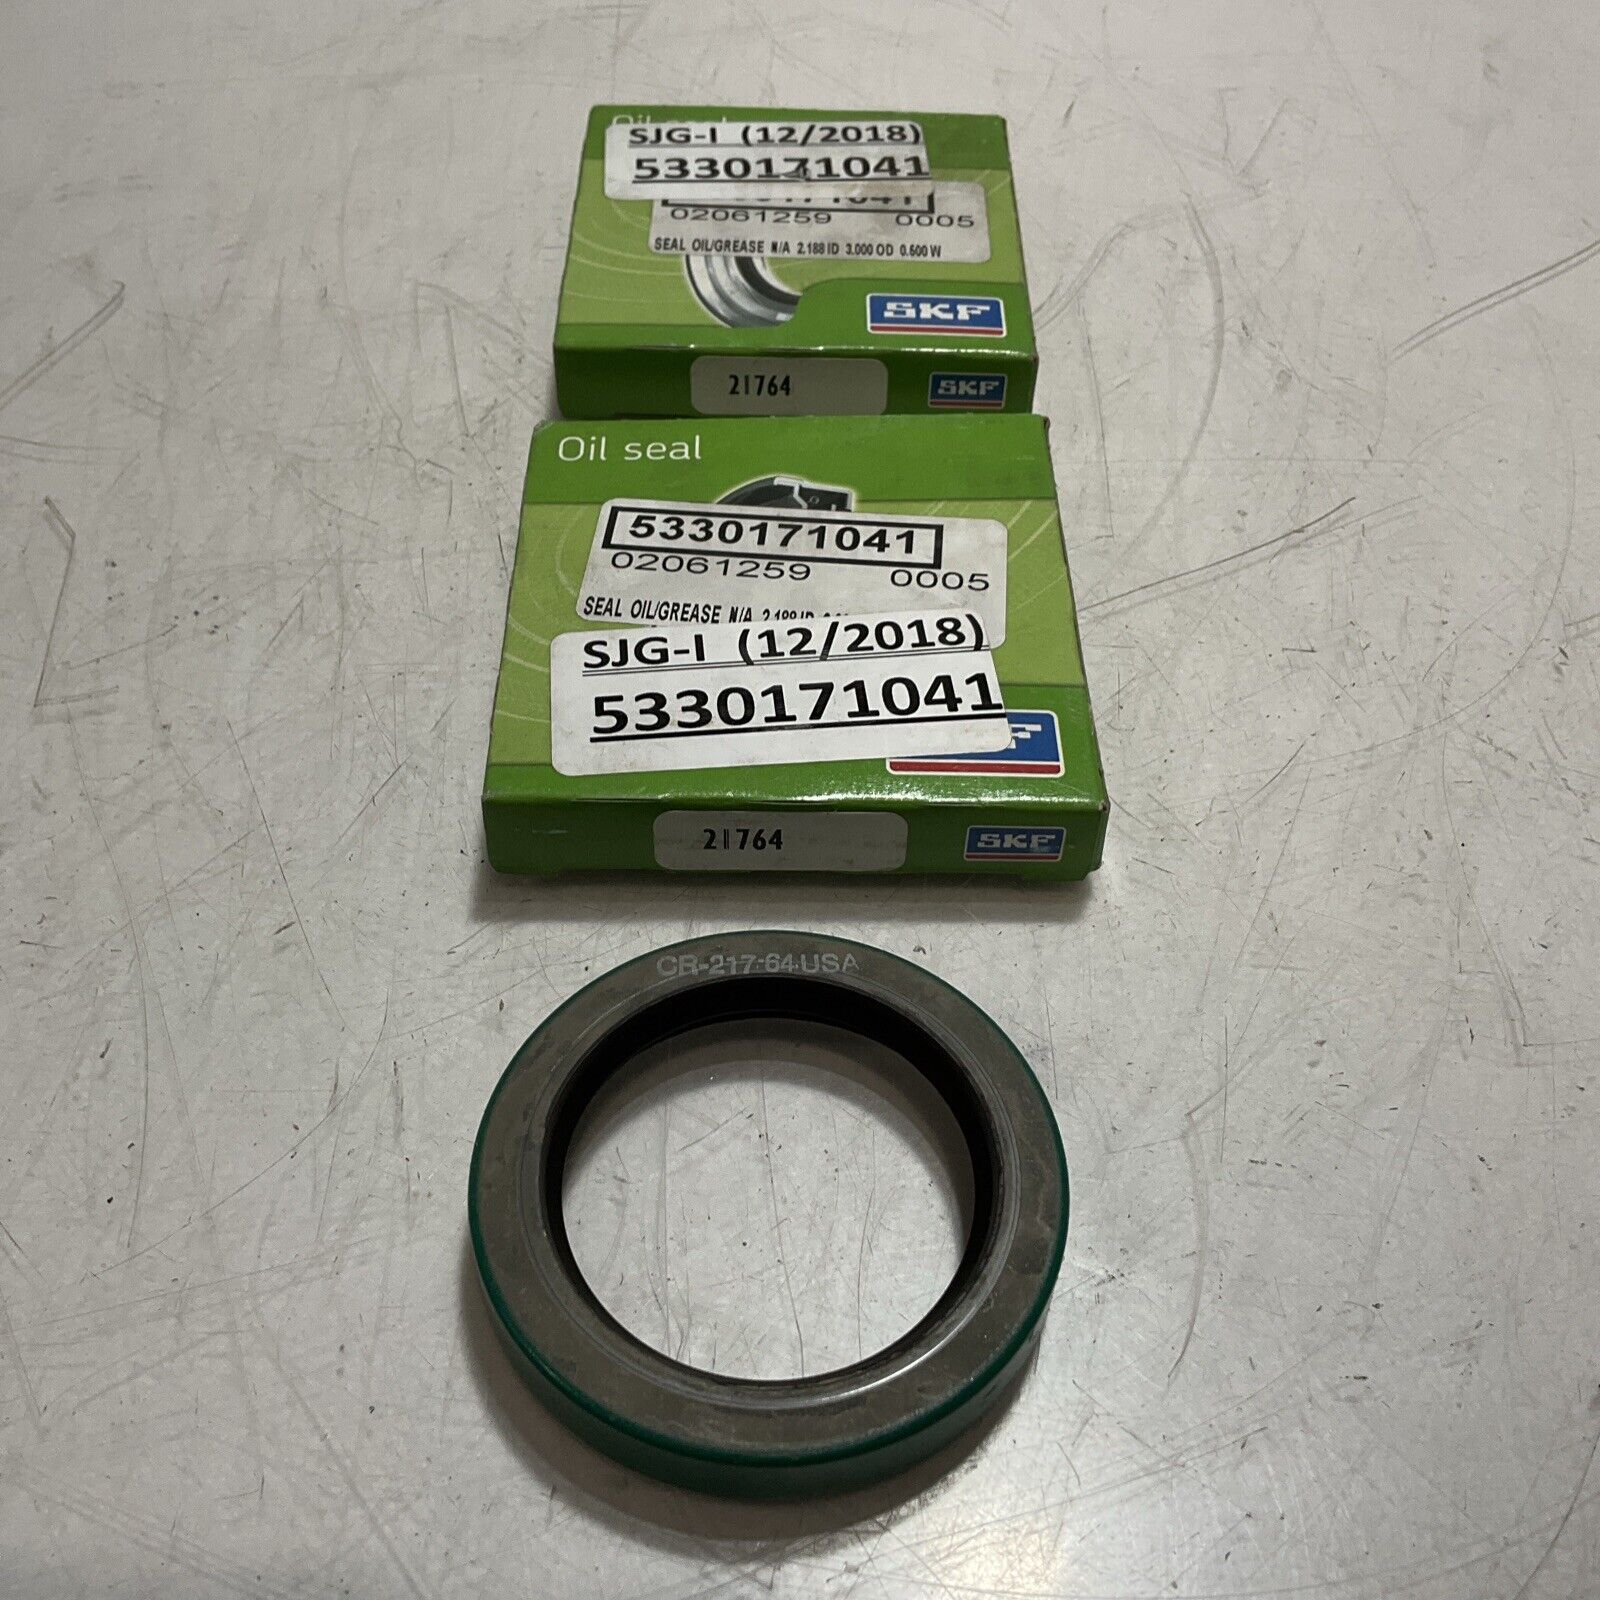 SJG-I (12/2018)
5330171041
02061259 0005
SEAL OIL/GREASE N/A 2.188 ID 3.000 OD 0.500 W
SKF
21764 SKF
Oil seal
5330171041
02061259 0005
SEAL OIL/GREASE N/A
SJG-I (12/2018)
5330171041
21764 SKF
CR-217-64 USA